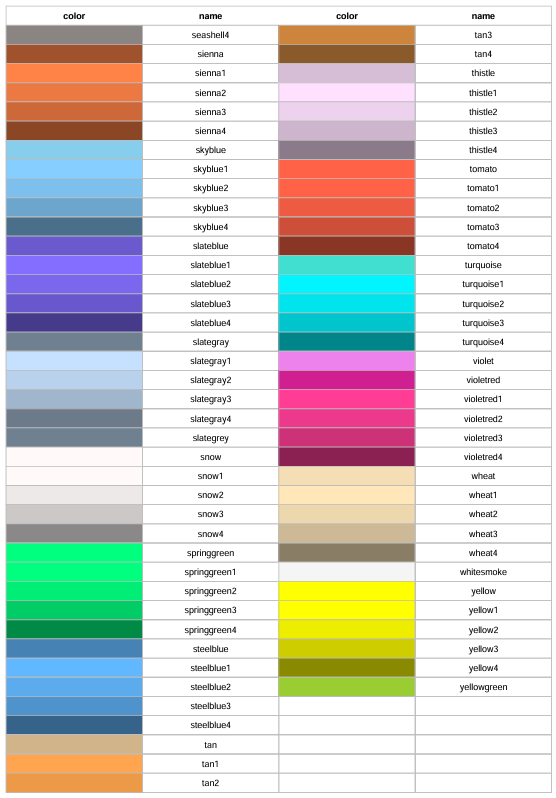 color name color name
seashell4 tan3
sienna tan4
sienna1 thistle
sienna2 thistle1
sienna3 thistle2
sienna4 thistle3
skyblue thistle4
skyblue1 tomato
skyblue2 tomato1
skyblue3 tomato2
skyblue4 tomato3
slateblue tomato4
slateblue1 turquoise
slateblue2 turquoise1
slateblue3 turquoise2
slateblue4 turquoise3
slategray turquoise4
slategray1 violet
slategray2 violetred
slategray3 violetred1
slategray4 violetred2
slategrey violetred3
snow violetred4
snow1 wheat
snow2 wheat1
snow3 wheat2
snow4 wheat3
springgreen wheat4
springgreen1 whitesmoke
springgreen2 yellow
springgreen3 yellow1
springgreen4 yellow2
steelblue yellow3
steelblue1 yellow4
steelblue2 yellowgreen
steelblue3
steelblue4
tan
tan1
tan2